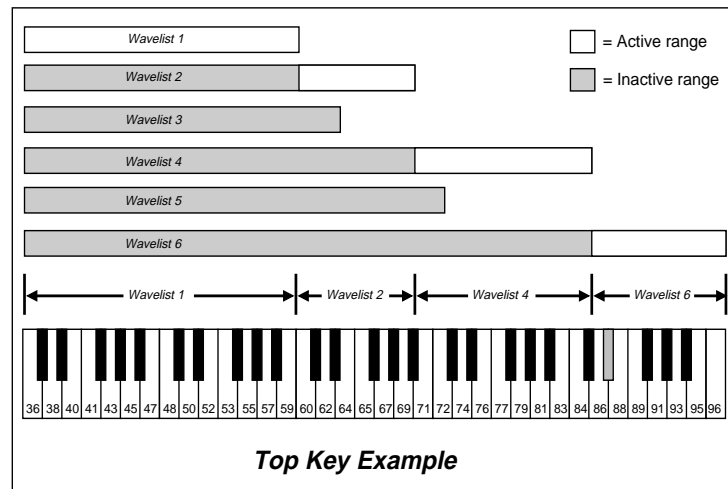 Wavelist 1
= Active range
Wavelist 2
= Inactive range
Wavelist 3
Wavelist 4
Wavelist 5
Wavelist 6
Wavelist 1 Wavelist 2 Wavelist 4 Wavelist 6
36 38 40 41 43 45 47 48 50 52 53 55 57 59 60 62 64 65 67 69 71 72 74 76 77 79 81 83 84 86 88 89 91 93 95 96
Top Key Example